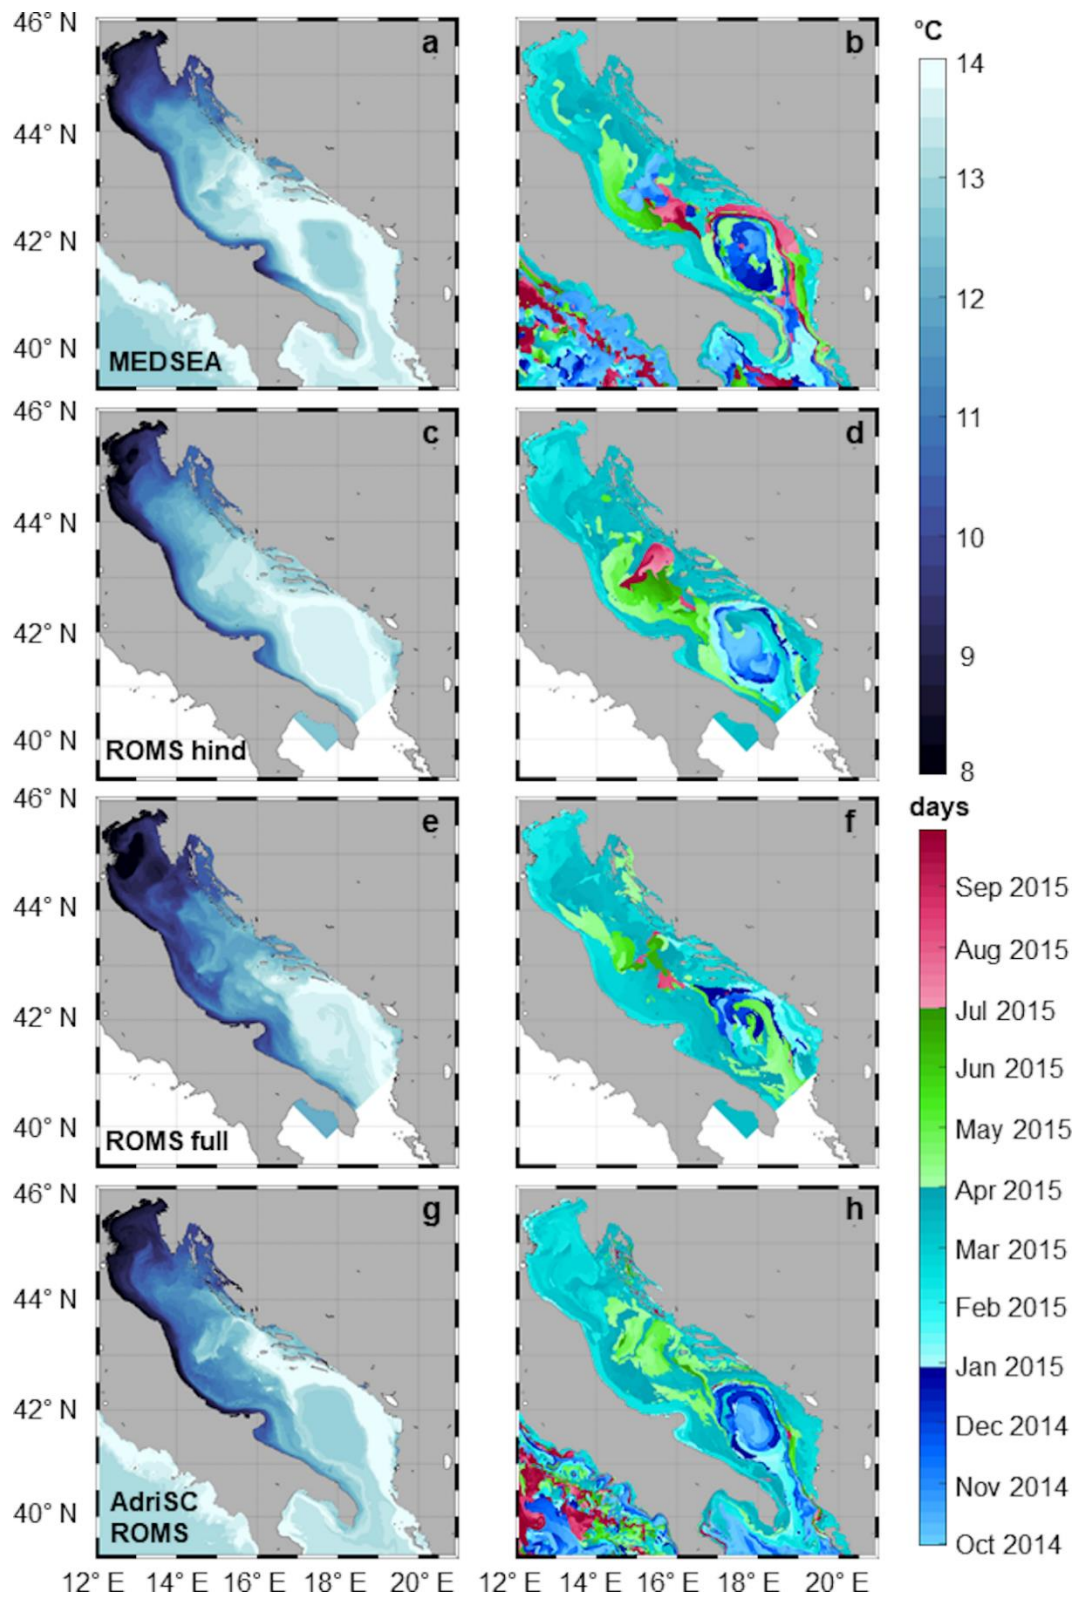 46° N
a
b
°C
14
44° N
13
42° N
12
40° N
MEDSEA
46° N
c
d
11
44° N
10
42° N
9
40° N
ROMS hind
8
46° N
e
f
days
44° N
Sep 2015
Aug 2015
42° N
Jul 2015
Jun 2015
40° N
ROMS full
May 2015
46° N
g
h
Apr 2015
Mar 2015
44° N
Feb 2015
Jan 2015
42° N
Dec 2014
Nov 2014
40° N
AdriSC
ROMS
Oct 2014
12° E 14° E 16° E 18° E 20° E 12° E 14° E 16° E 18° E 20° E